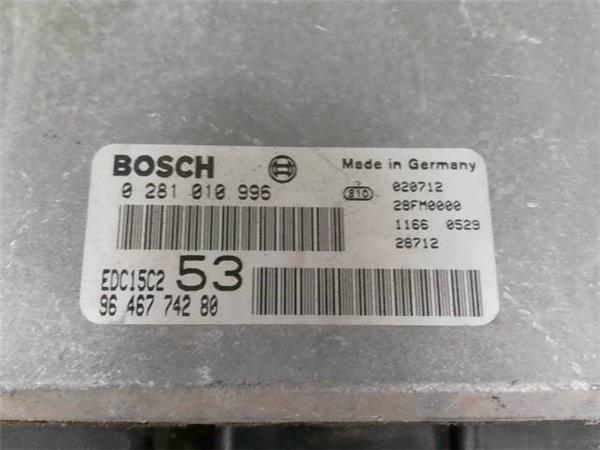 BOSCH
Made in Germany
0 281 010 996
810
020712
28FM0000
1166 0529
28712
EDC15C2 53
96 467 742 80